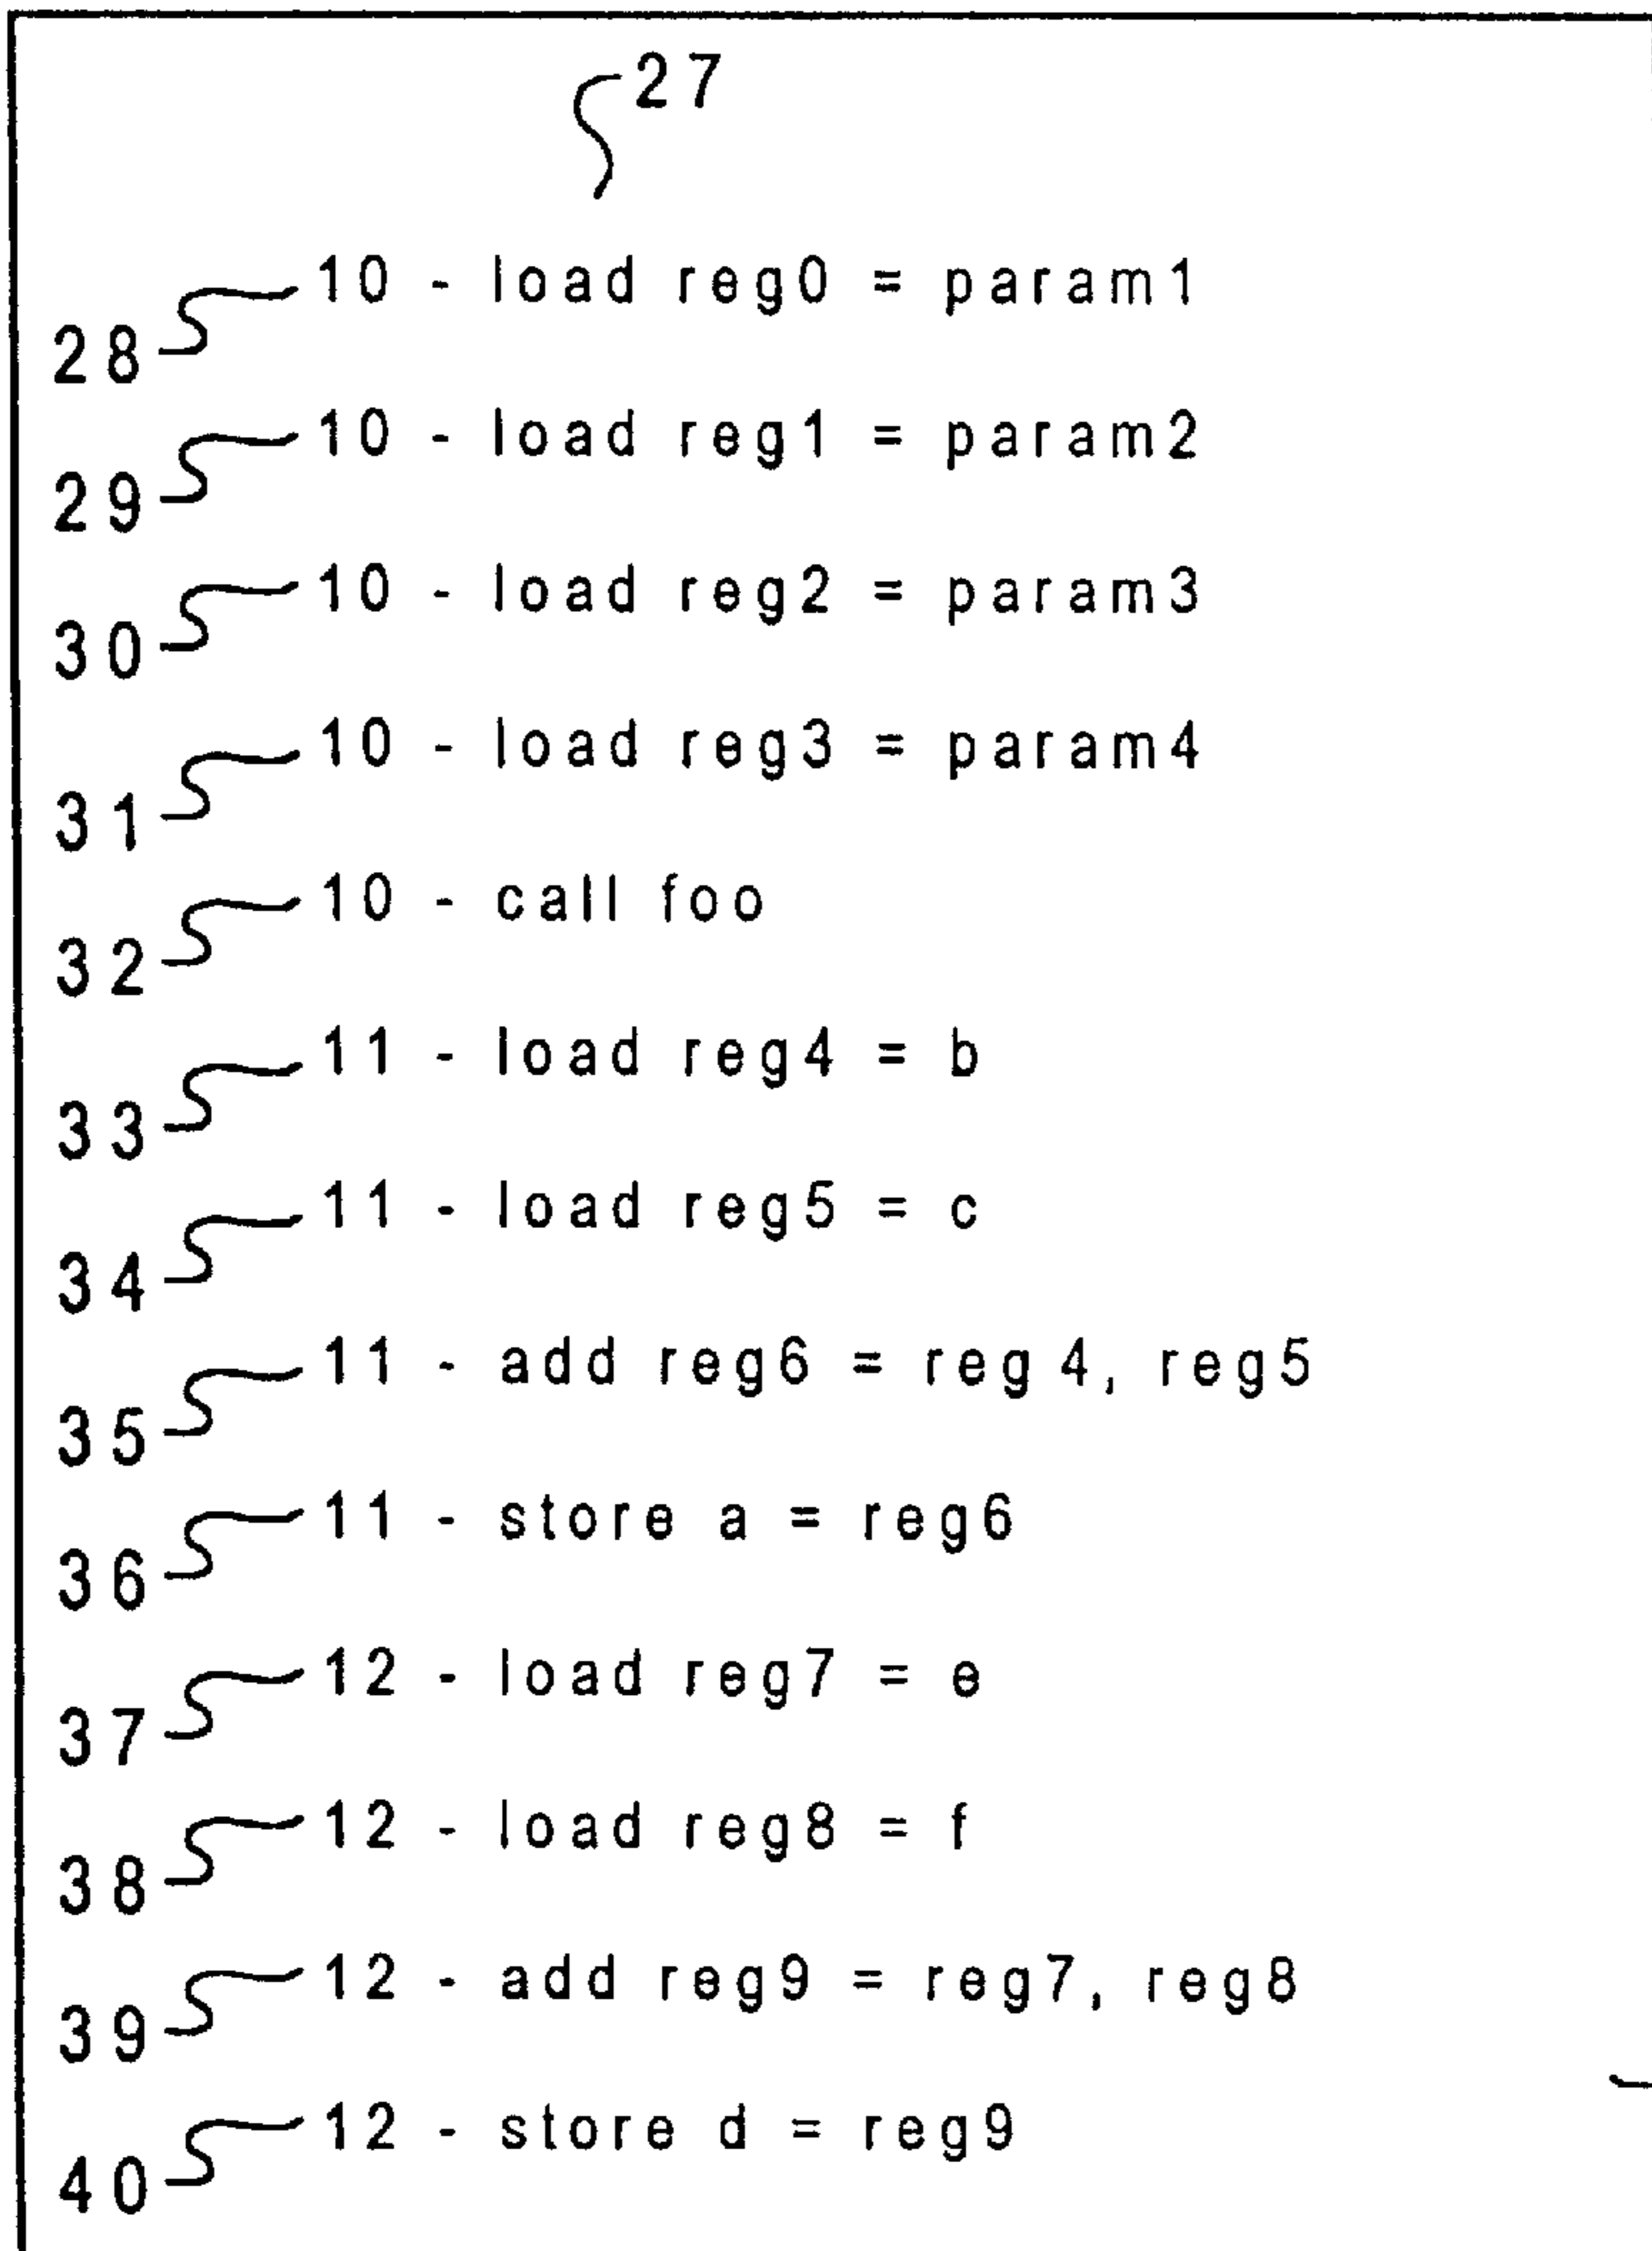 27
10 - load reg0 = param1
28
10 - load reg1 = param2
29
10 - load reg2 = param3
30
10 - load reg3 = param4
31
10 - call foo
32
11 - load reg4 = b
33
11 - load reg5 = c
34
11 - add reg6 = reg 4, reg5
35
11 - store a = reg6
36
12 - load reg7 = e
37
12 - load reg8 = f
38
12 - add reg9 = reg7, reg8
39
12 - store d = reg9
40